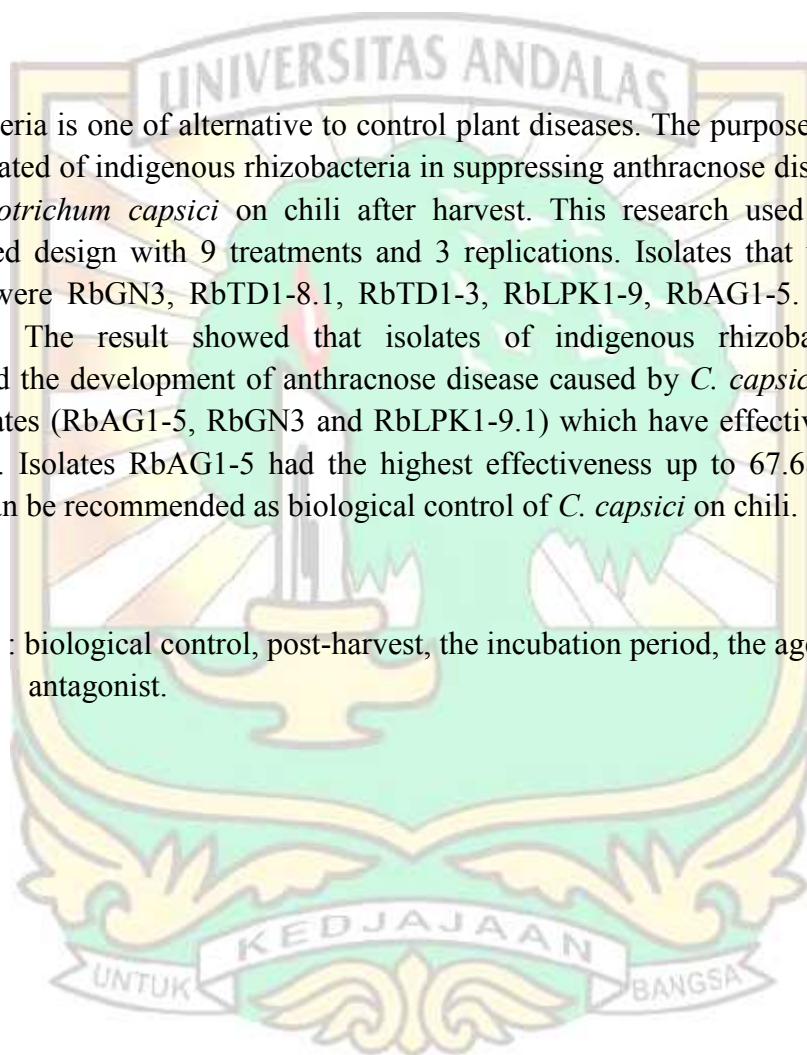 UNIVERSITAS ANDALAS
eria is one of alternative to control plant diseases. The purpose
ated of indigenous rhizobacteria in suppressing anthracnose dis
otrichum capsici on chili after harvest. This research used
ed design with 9 treatments and 3 replications. Isolates that
were RbGN3, RbTD1-8.1, RbTD1-3, RbLPK1-9, RbAG1-5.
The result showed that isolates of indigenous rhizoba
d the development of anthracnose disease caused by C. capsic
ates (RbAG1-5, RbGN3 and RbLPK1-9.1) which have effectiv
. Isolates RbAG1-5 had the highest effectiveness up to 67.6
an be recommended as biological control of C. capsici on chili.
: biological control, post-harvest, the incubation period, the age
antagonist.
KEDJAJAAN
UNTUK BANGSA